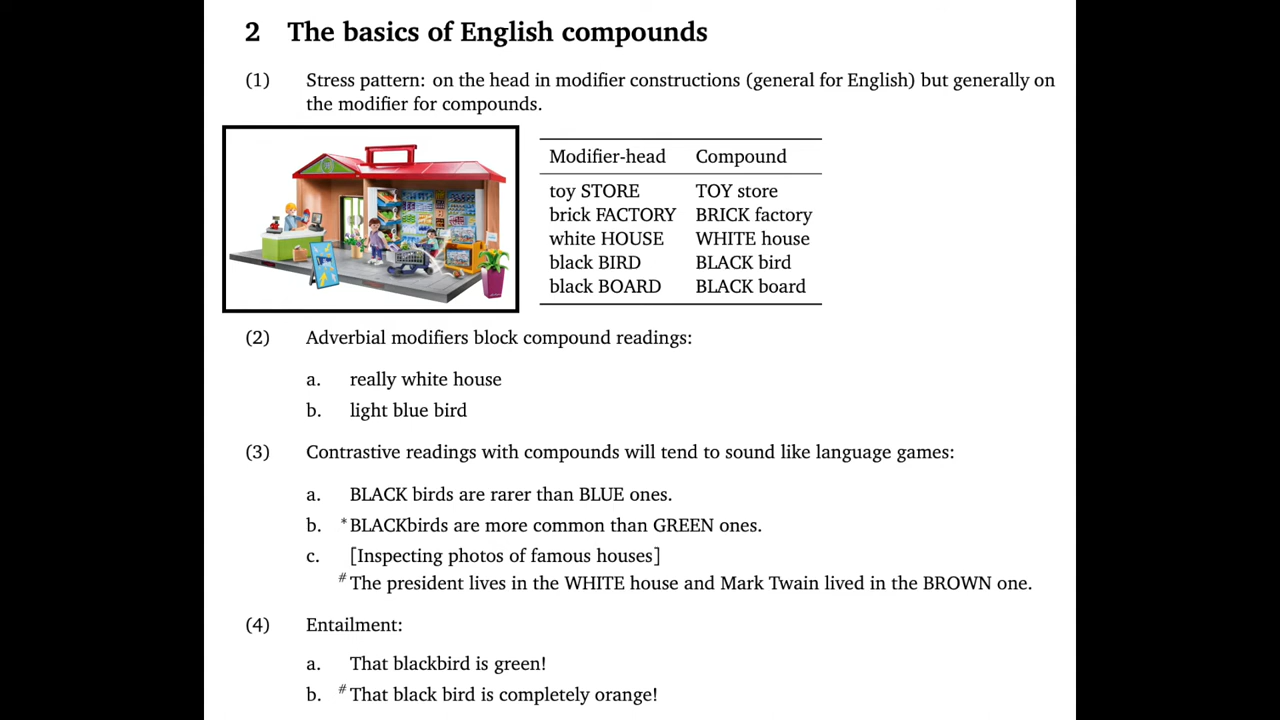 2 The basics of English compounds
(1) Stress pattern: on the head in modifier constructions (general for English) but generally on
the modifier for compounds.
Modifier-head Compound
toy STORE TOY store
brick FACTORY BRICK factory
white HOUSE WHITE house
black BIRD BLACK bird
black BOARD BLACK board
(2) Adverbial modifiers block compound readings:
a. really white house
b. light blue bird
(3) Contrastive readings with compounds will tend to sound like language games:
a. BLACK birds are rarer than BLUE ones.
b. *BLACKbirds are more common than GREEN ones.
c. [Inspecting photos of famous houses]
#The president lives in the WHITE house and Mark Twain lived in the BROWN one.
(4) Entailment:
a. That blackbird is green!
b. #That black bird is completely orange!